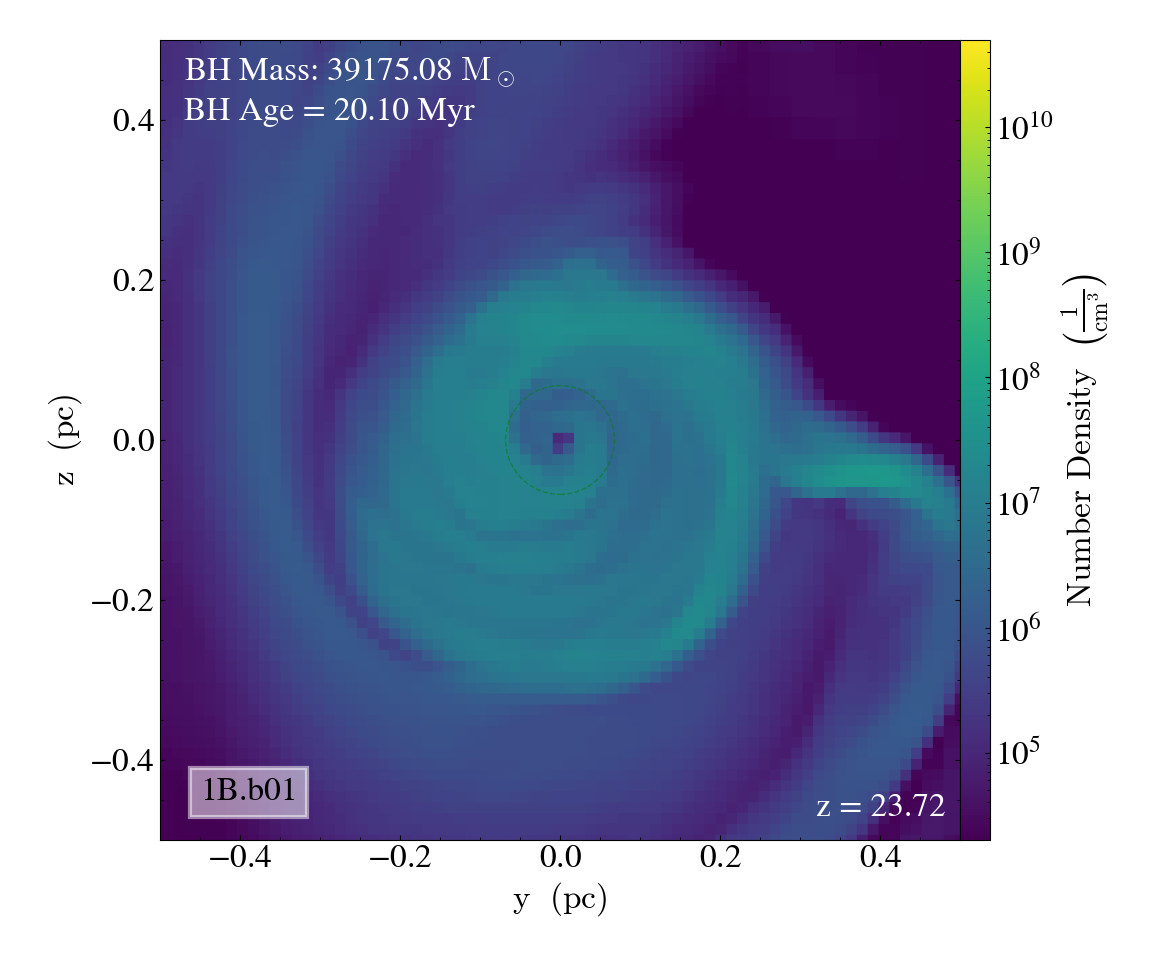 BH Mass: 39175.08 M⊙
BH Age = 20.10 Myr
0.4
0.2
0.0
−0.2
−0.4
z (pc)
1B.b01
z = 23.72
−0.4 −0.2 0.0 0.2 0.4
y (pc)
10^10
10^9
10^8
10^7
10^6
10^5
Number Density (1/cm^3)